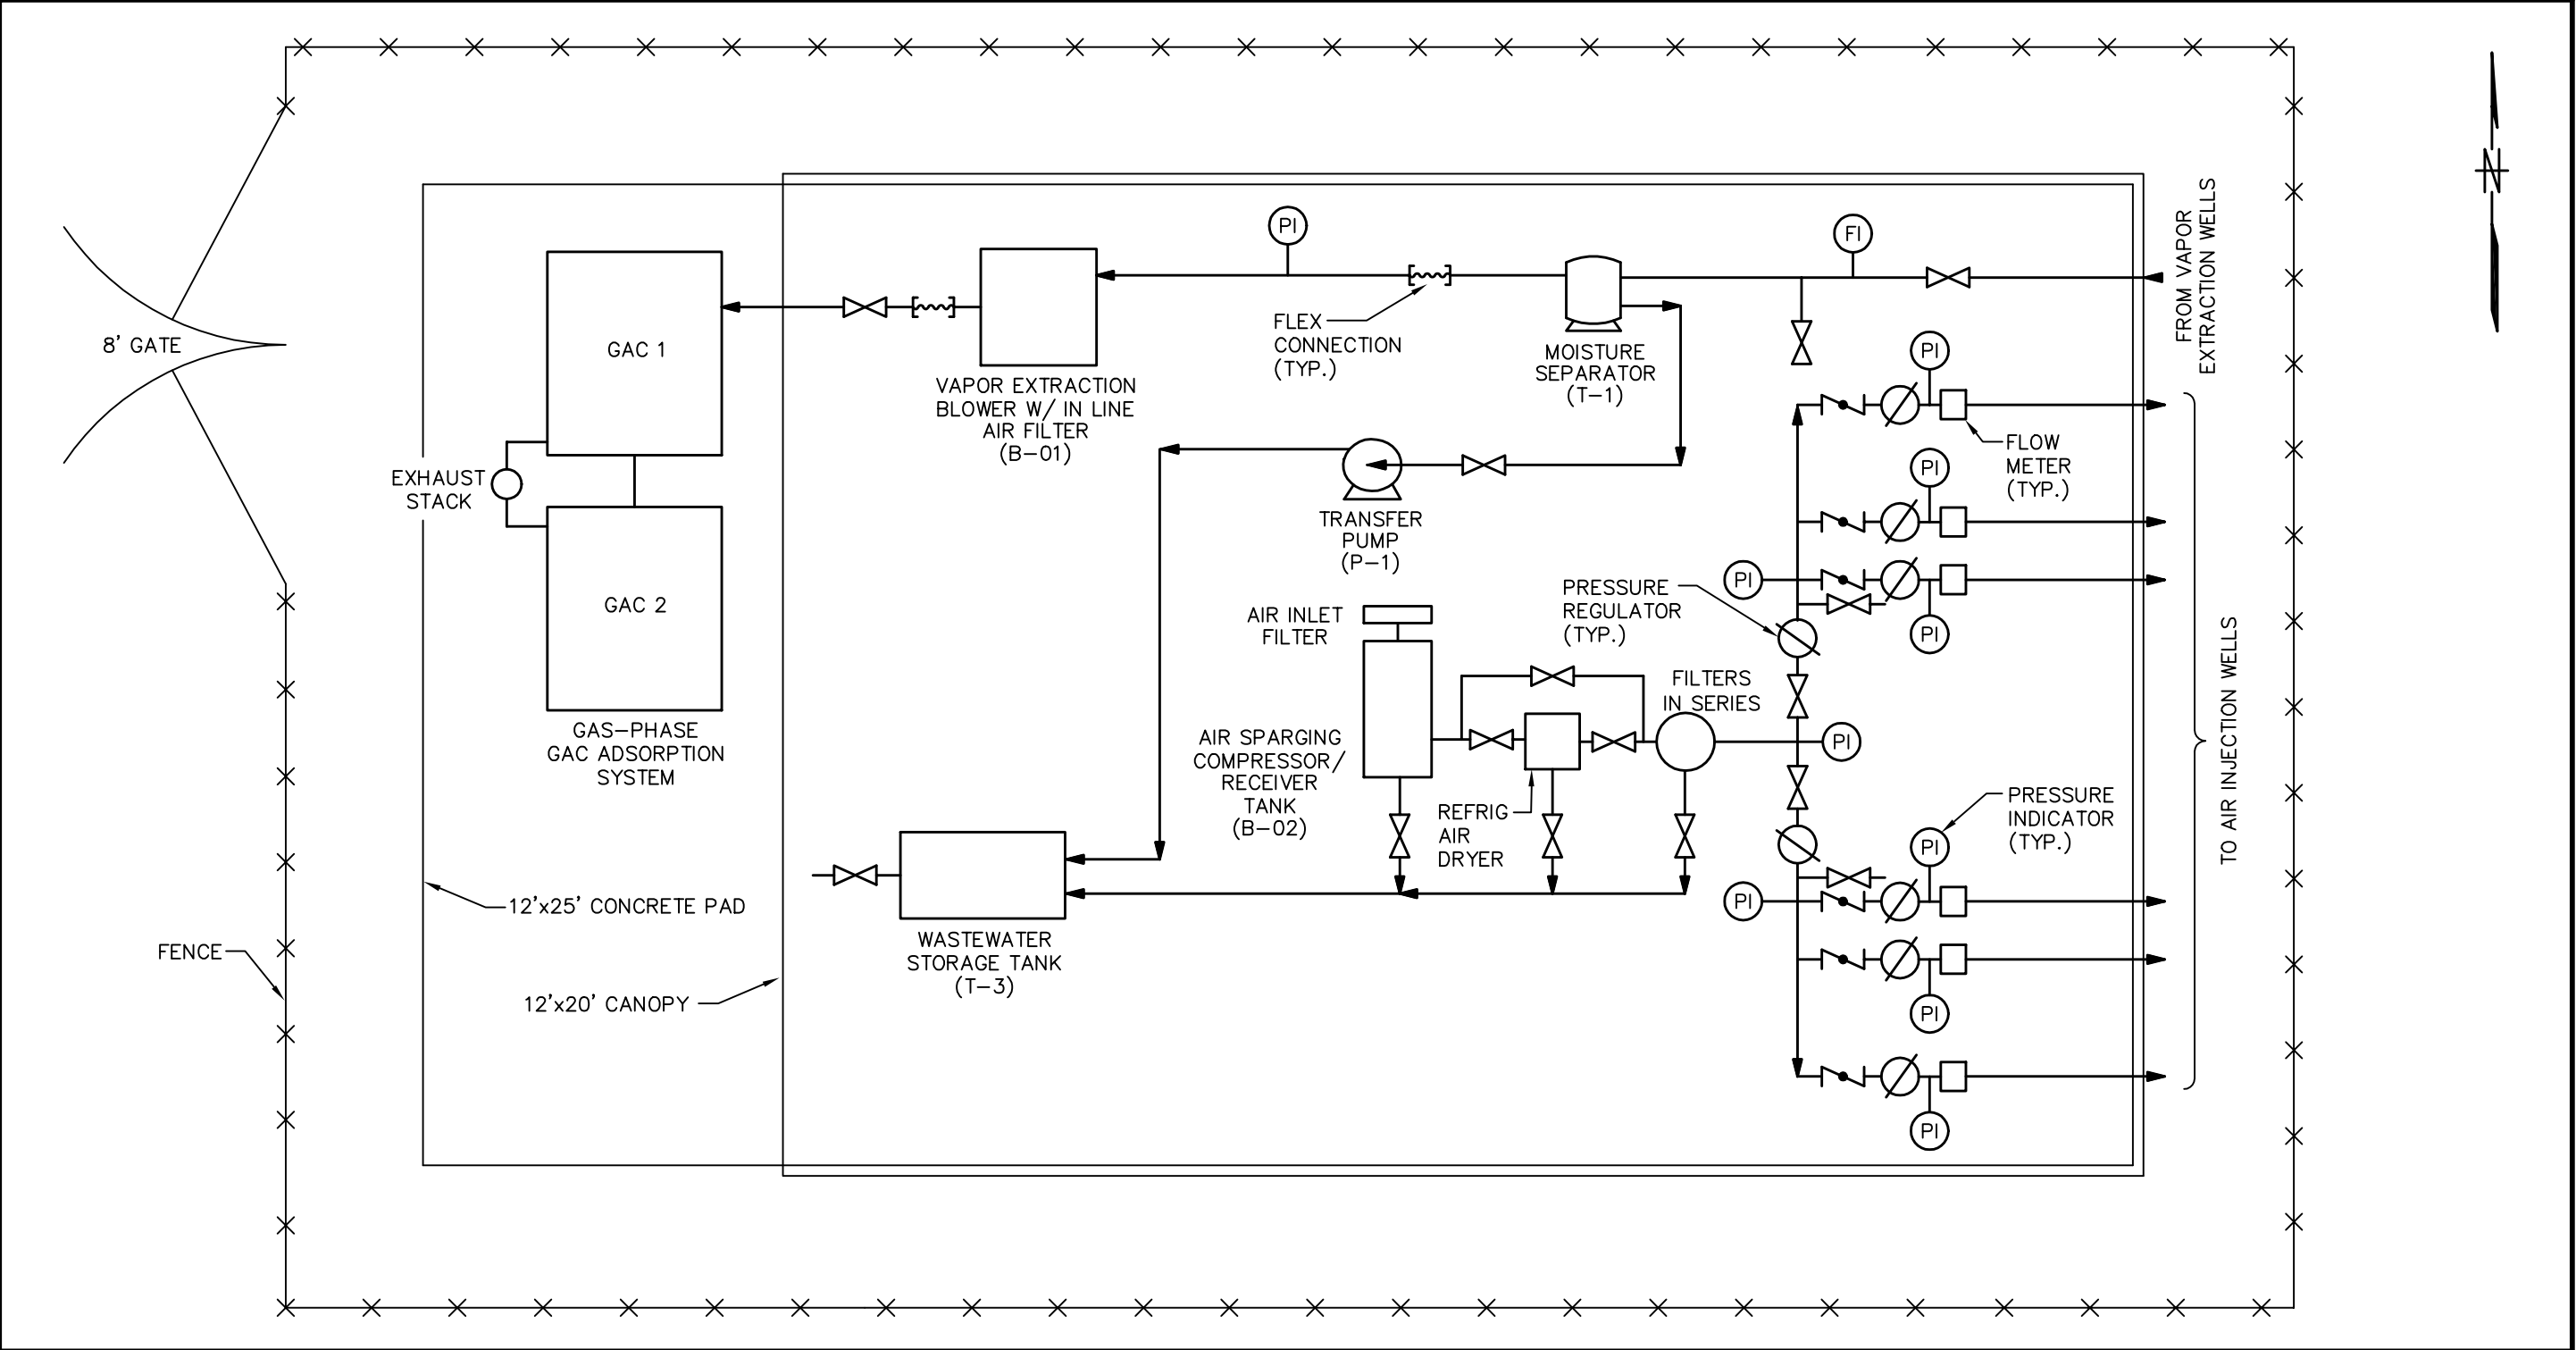 N
FROM VAPOR
EXTRACTION WELLS
PI
FI
8' GATE
GAC 1
VAPOR EXTRACTION
BLOWER W/ IN LINE
AIR FILTER
(B-01)
FLEX
CONNECTION
(TYP.)
MOISTURE
SEPARATOR
(T-1)
PI
FLOW
METER
(TYP.)
PI
EXHAUST
STACK
TRANSFER
PUMP
(P-1)
GAC 2
AIR INLET
FILTER
PRESSURE
REGULATOR
(TYP.)
PI
PI
GAS-PHASE
GAC ADSORPTION
SYSTEM
AIR SPARGING
COMPRESSOR/
RECEIVER
TANK
(B-02)
REFRIG
AIR
DRYER
FILTERS
IN SERIES
PI
TO AIR INJECTION WELLS
PRESSURE
INDICATOR
(TYP.)
PI
PI
12'x25' CONCRETE PAD
FENCE
WASTEWATER
STORAGE TANK
(T-3)
12'x20' CANOPY
PI
PI